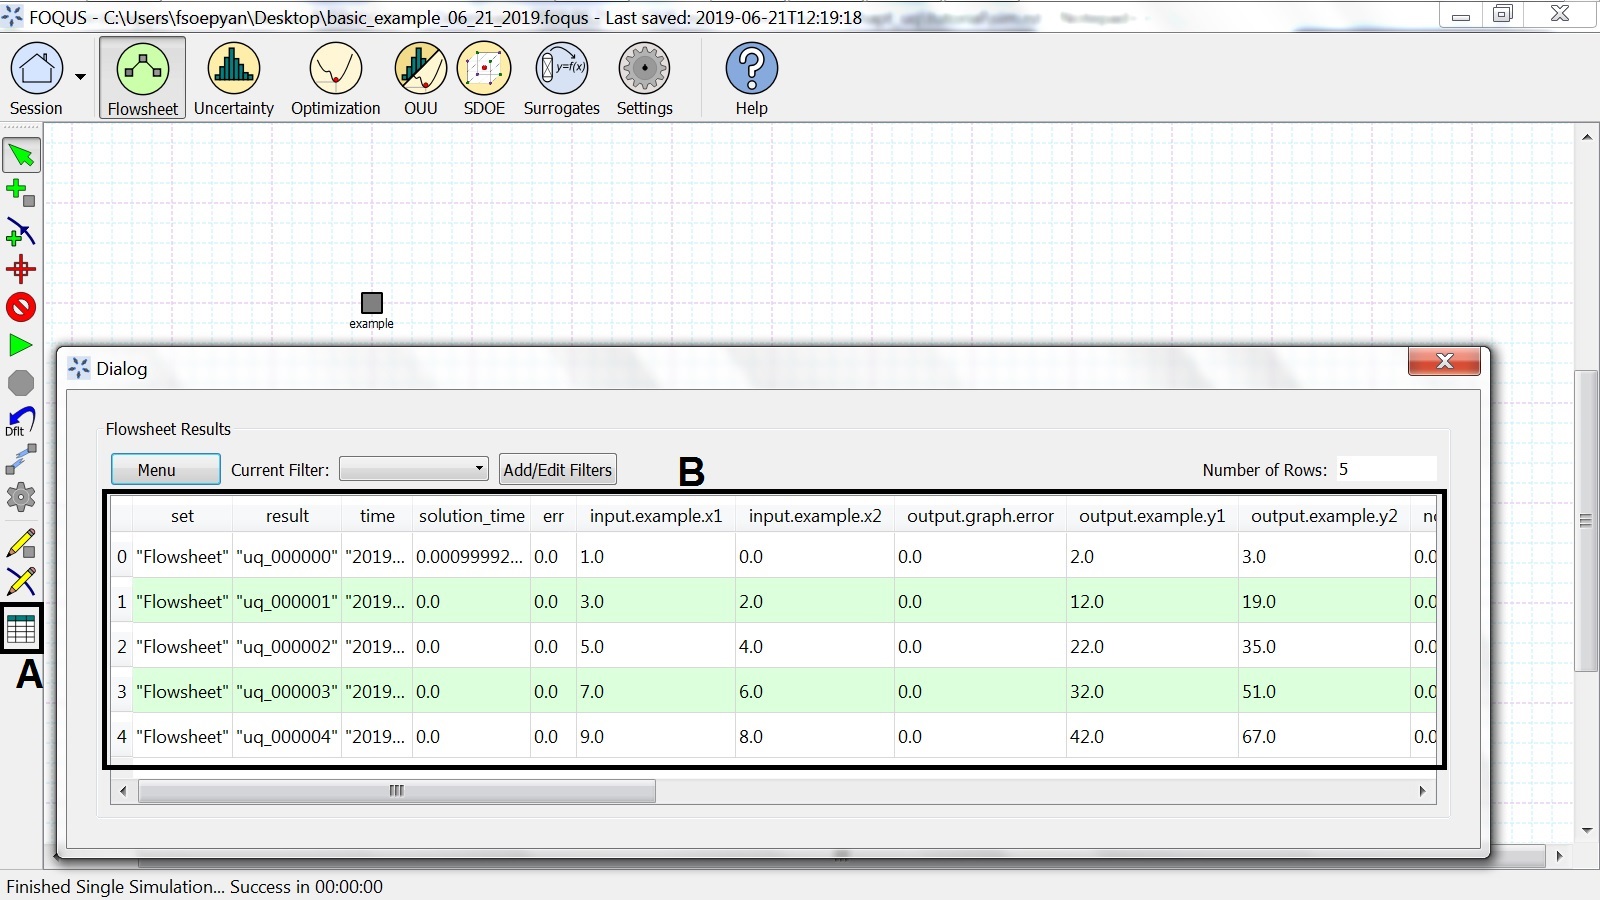 FOQUS - C:\Users\fsoepyan\Desktop\basic_example_06_21_2019.foqus - Last saved: 2019-06-21T12:19:18
Session Flowsheet Uncertainty Optimization OUU SDOE y=f(x) Surrogates Settings Help
example
Dflt
A
Dialog
Flowsheet Results
Menu Current Filter: Add/Edit Filters B Number of Rows: 5
set result time solution_time err input.example.x1 input.example.x2 output.graph.error output.example.y1 output.example.y2
0 "Flowsheet" "uq_000000" "2019... 0.00099992... 0.0 1.0 0.0 0.0 2.0 3.0 0.0
1 "Flowsheet" "uq_000001" "2019... 0.0 0.0 3.0 2.0 0.0 12.0 19.0 0.0
2 "Flowsheet" "uq_000002" "2019... 0.0 0.0 5.0 4.0 0.0 22.0 35.0 0.0
3 "Flowsheet" "uq_000003" "2019... 0.0 0.0 7.0 6.0 0.0 32.0 51.0 0.0
4 "Flowsheet" "uq_000004" "2019... 0.0 0.0 9.0 8.0 0.0 42.0 67.0 0.0
Finished Single Simulation... Success in 00:00:00